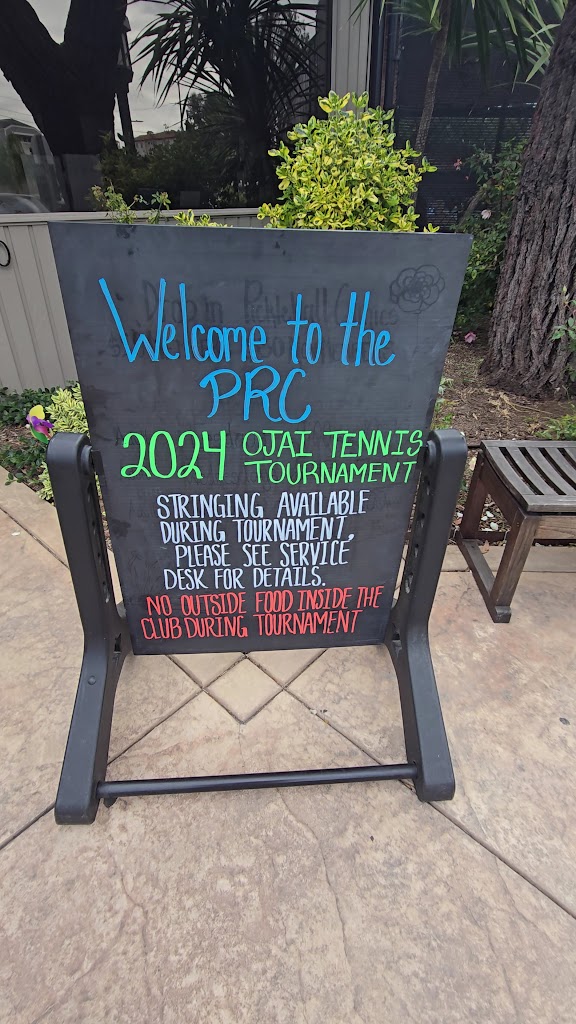 Welcome to the
PRC
2024 OJAI TENNIS
TOURNAMENT
STRINGING AVAILABLE
DURING TOURNAMENT,
PLEASE SEE SERVICE
DESK FOR DETAILS.
NO OUTSIDE FOOD INSIDE THE
CLUB DURING TOURNAMENT